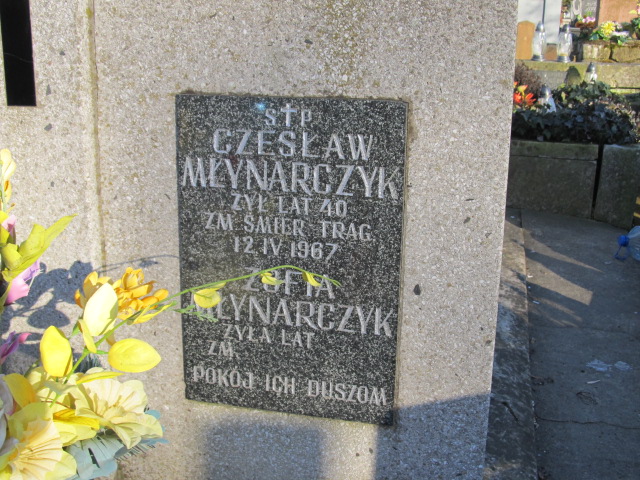 S†P.
CZESŁAW
MŁYNARCZYK
ŻYŁ LAT 40
ZM. ŚMIER. TRAG.
12.IV 1967
ZOFIA
MŁYNARCZYK
ŻYŁA LAT
ZM.
POKÓJ ICH DUSZOM